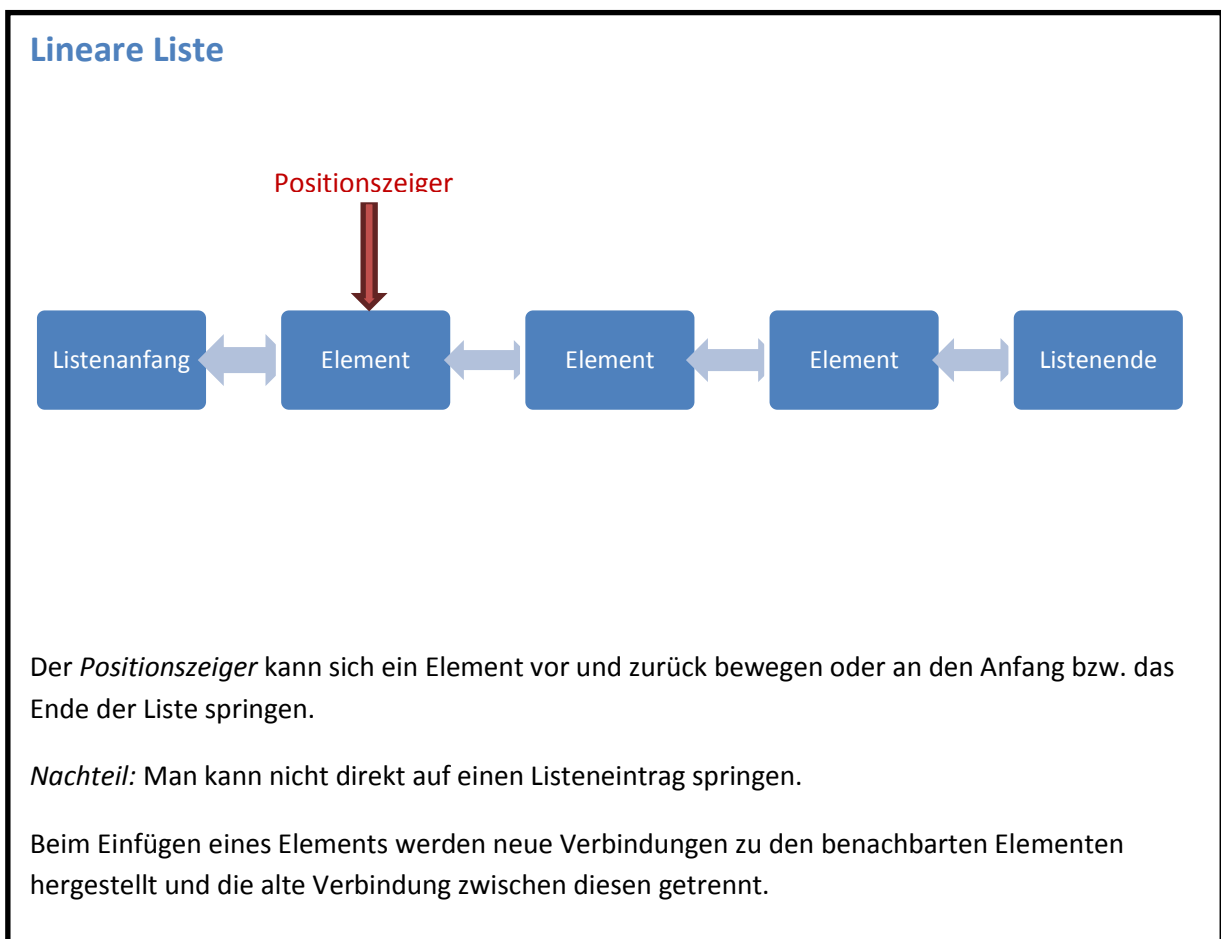 Lineare Liste
Positionszeiger
Listenanfang Element Element Element Listenende
Der Positionszeiger kann sich ein Element vor und zurück bewegen oder an den Anfang bzw. das
Ende der Liste springen.
Nachteil: Man kann nicht direkt auf einen Listeneintrag springen.
Beim Einfügen eines Elements werden neue Verbindungen zu den benachbarten Elementen
hergestellt und die alte Verbindung zwischen diesen getrennt.